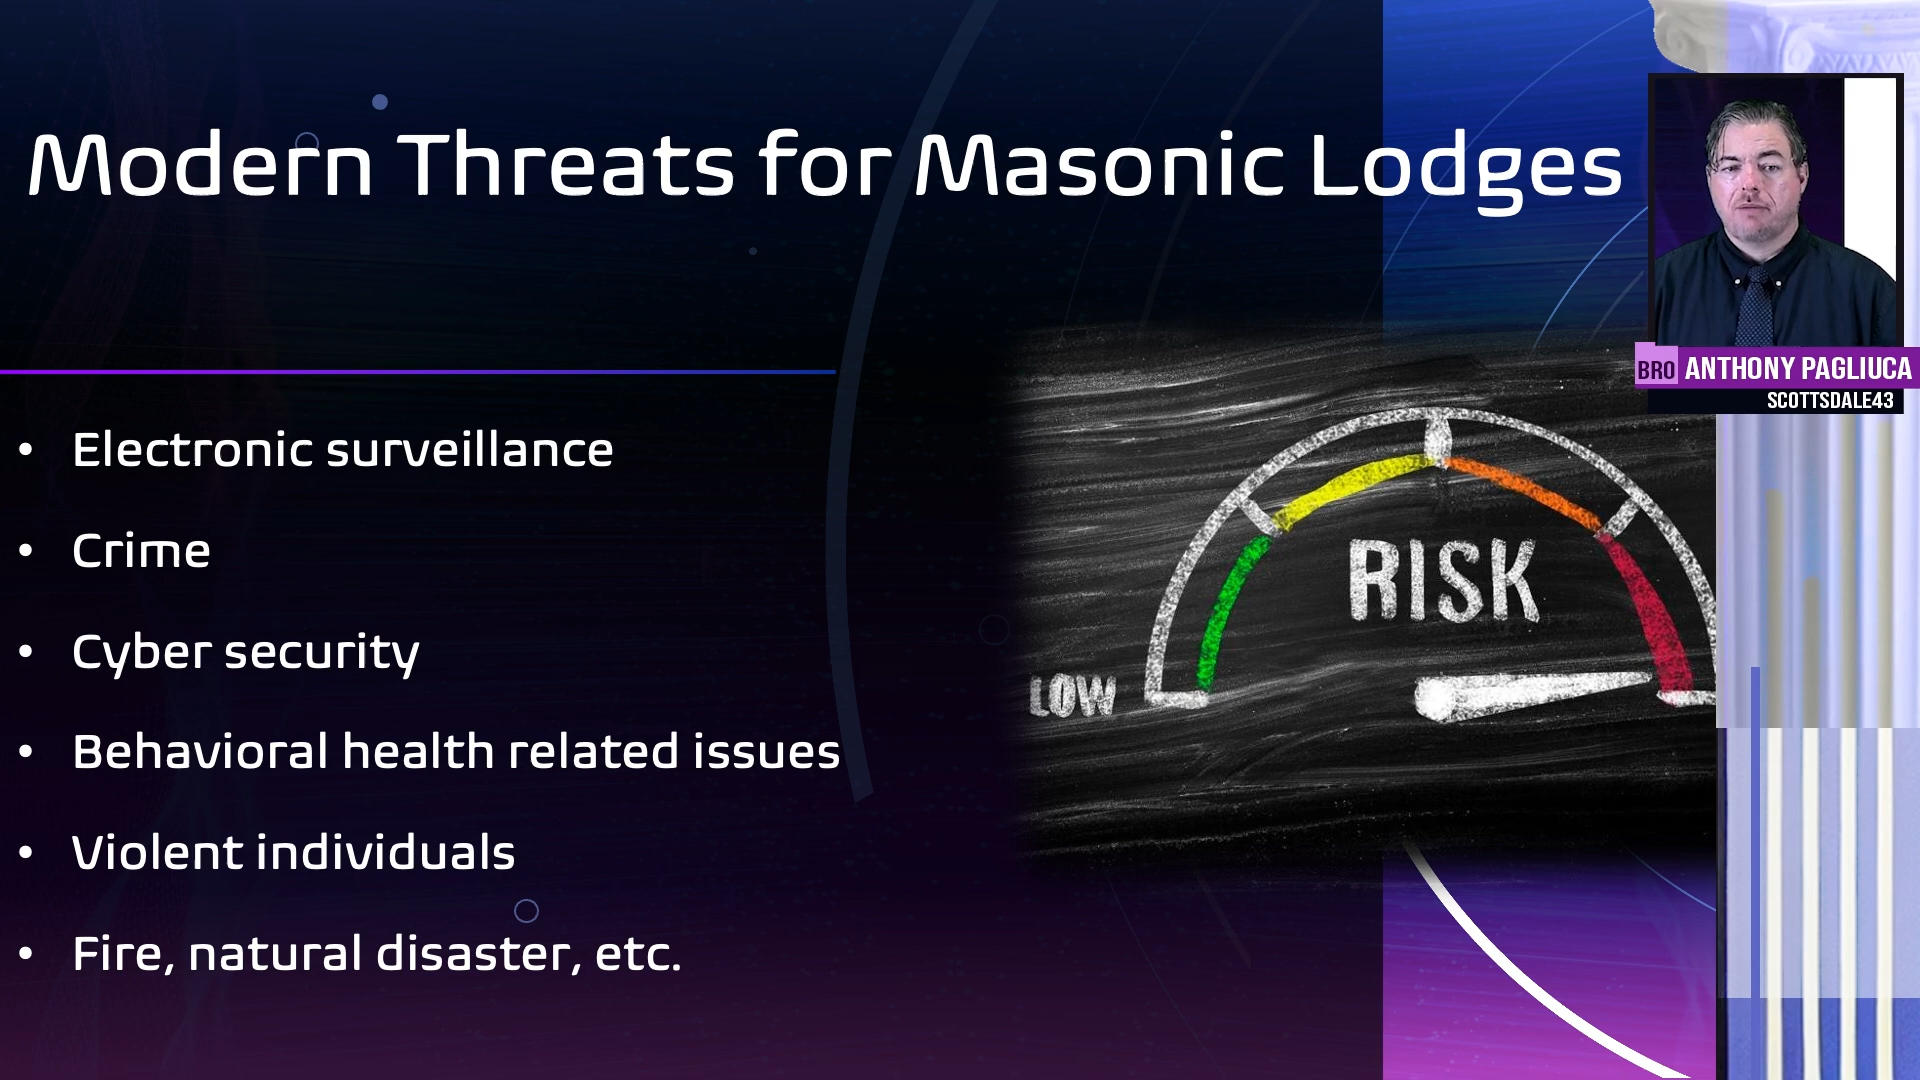 Modern Threats for Masonic Lodges
BRO ANTHONY PAGLIUCA
SCOTTSDALE43
• Electronic surveillance
• Crime
• Cyber security
• Behavioral health related issues
• Violent individuals
• Fire, natural disaster, etc.
RISK
LOW